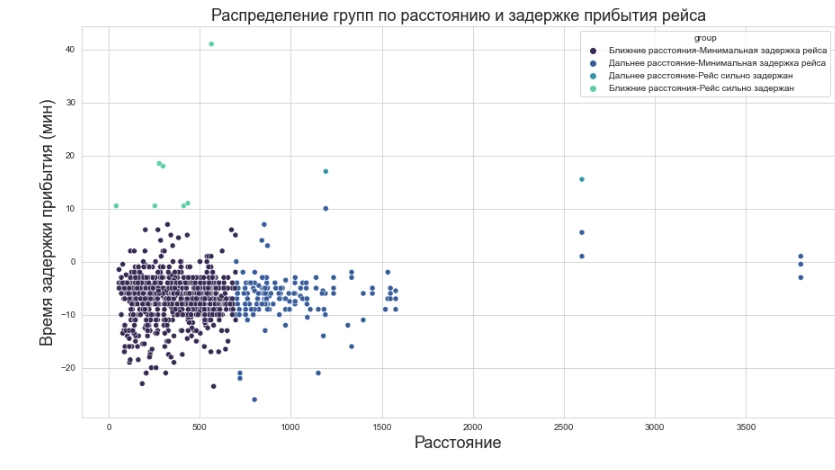 Распределение групп по расстоянию и задержке прибытия рейса
group
Ближние расстояния-Минимальная задержка рейса
Дальнее расстояние-Минимальная задержка рейса
Дальнее расстояние-Рейс сильно задержан
Ближние расстояния-Рейс сильно задержан
Время задержки прибытия (мин)
40
30
20
10
0
−10
−20
0 500 1000 1500 2000 2500 3000 3500
Расстояние